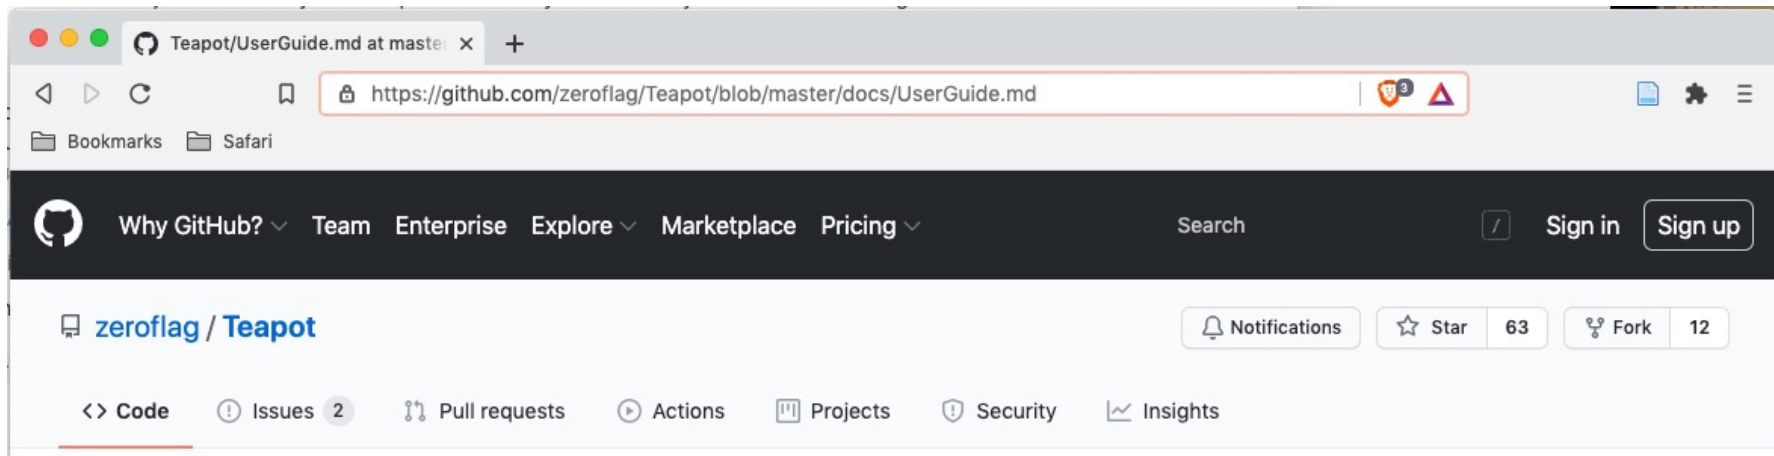 Teapot/UserGuide.md at master
https://github.com/zeroflag/Teapot/blob/master/docs/UserGuide.md 3
Bookmarks Safari
Why GitHub? Team Enterprise Explore Marketplace Pricing Search / Sign in Sign up
zeroflag / Teapot Notifications Star 63 Fork 12
<> Code Issues 2 Pull requests Actions Projects Security Insights